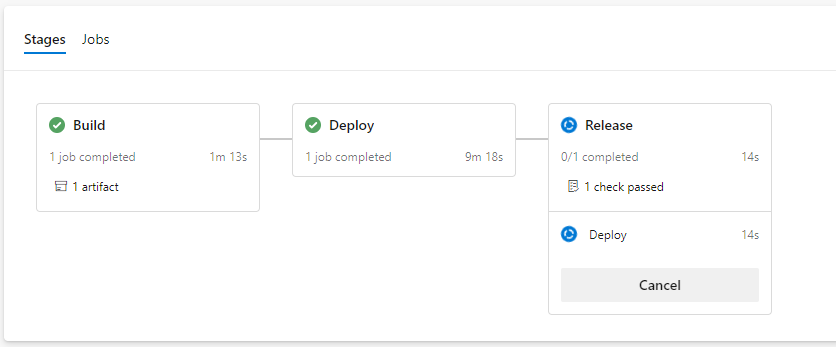 Stages Jobs
Build
1 job completed 1m 13s
1 artifact
Deploy
1 job completed 9m 18s
Release
0/1 completed 14s
1 check passed
Deploy 14s
Cancel